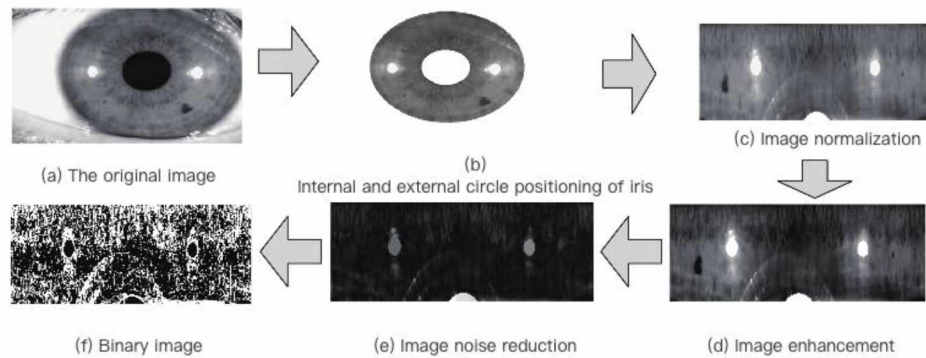 (a) The original image
(b)
Internal and external circle positioning of iris
(c) Image normalization
(d) Image enhancement
(e) Image noise reduction
(f) Binary image